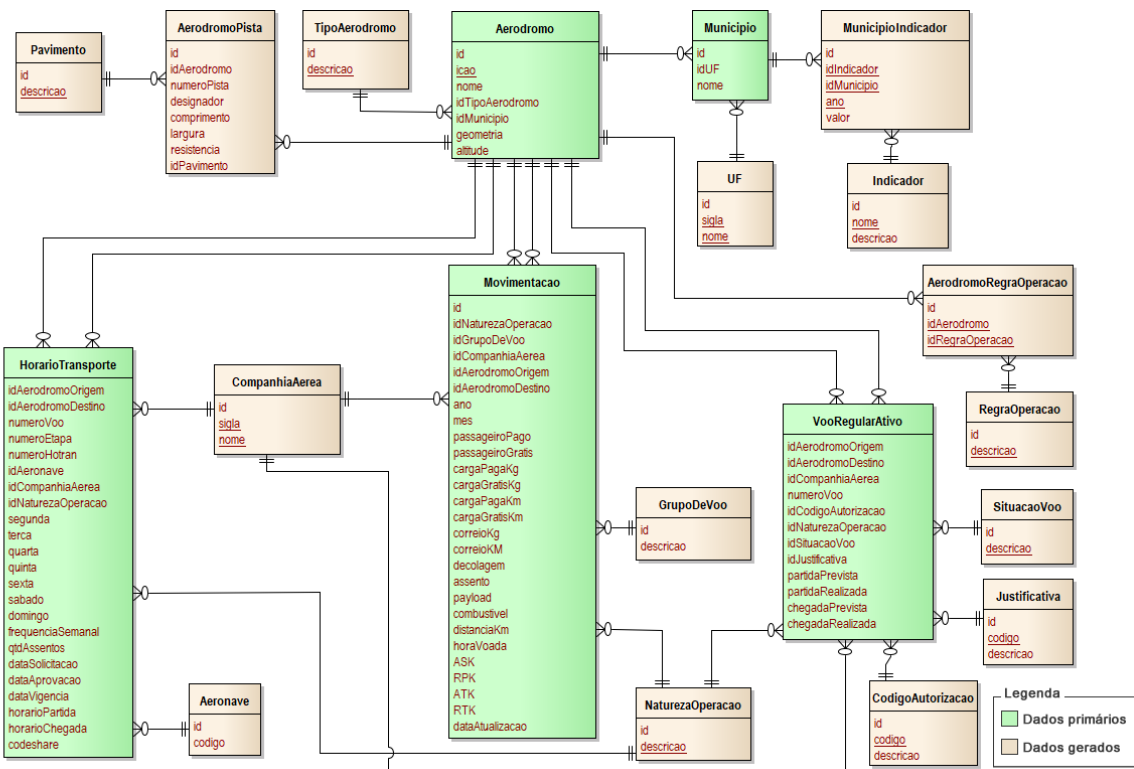 Pavimento
id
descricao
AerodromoPista
id
idAerodromo
numeroPista
designador
comprimento
largura
resistencia
idPavimento
TipoAerodromo
id
descricao
Aerodromo
id
icao
nome
idTipoAerodromo
idMunicipio
geometria
altitude
Municipio
id
idUF
nome
MunicipioIndicador
id
idIndicador
idMunicipio
ano
valor
UF
id
sigla
nome
Indicador
id
nome
descricao
AerodromoRegraOperacao
id
idAerodromo
idRegraOperacao
RegraOperacao
id
descricao
HorarioTransporte
idAerodromoOrigem
idAerodromoDestino
numeroVoo
numeroEtapa
numeroHotran
idAeronave
idCompanhiaAerea
idNaturezaOperacao
segunda
terca
quarta
quinta
sexta
sabado
domingo
frequenciaSemanal
qtdAssentos
dataSolicitacao
dataAprovacao
dataVigencia
horarioPartida
horarioChegada
codeshare
CompanhiaAerea
id
sigla
nome
Aeronave
id
codigo
Movimentacao
id
idNaturezaOperacao
idGrupoDeVoo
idCompanhiaAerea
idAerodromoOrigem
idAerodromoDestino
ano
mes
passageiroPago
passageiroGratis
cargaPagaKg
cargaGratisKg
cargaPagaKm
cargaGratisKm
correioKg
correioKM
decolagem
assento
payload
combustivel
distanciaKm
horaVoada
ASK
RPK
ATK
RTK
dataAtualizacao
GrupoDeVoo
id
descricao
NaturezaOperacao
id
descricao
VooRegularAtivo
idAerodromoOrigem
idAerodromoDestino
idCompanhiaAerea
numeroVoo
idCodigoAutorizacao
idNaturezaOperacao
idSituacaoVoo
idJustificativa
partidaPrevista
partidaRealizada
chegadaPrevista
chegadaRealizada
SituacaoVoo
id
descricao
Justificativa
id
codigo
descricao
CodigoAutorizacao
id
codigo
descricao
Legenda
Dados primários
Dados gerados